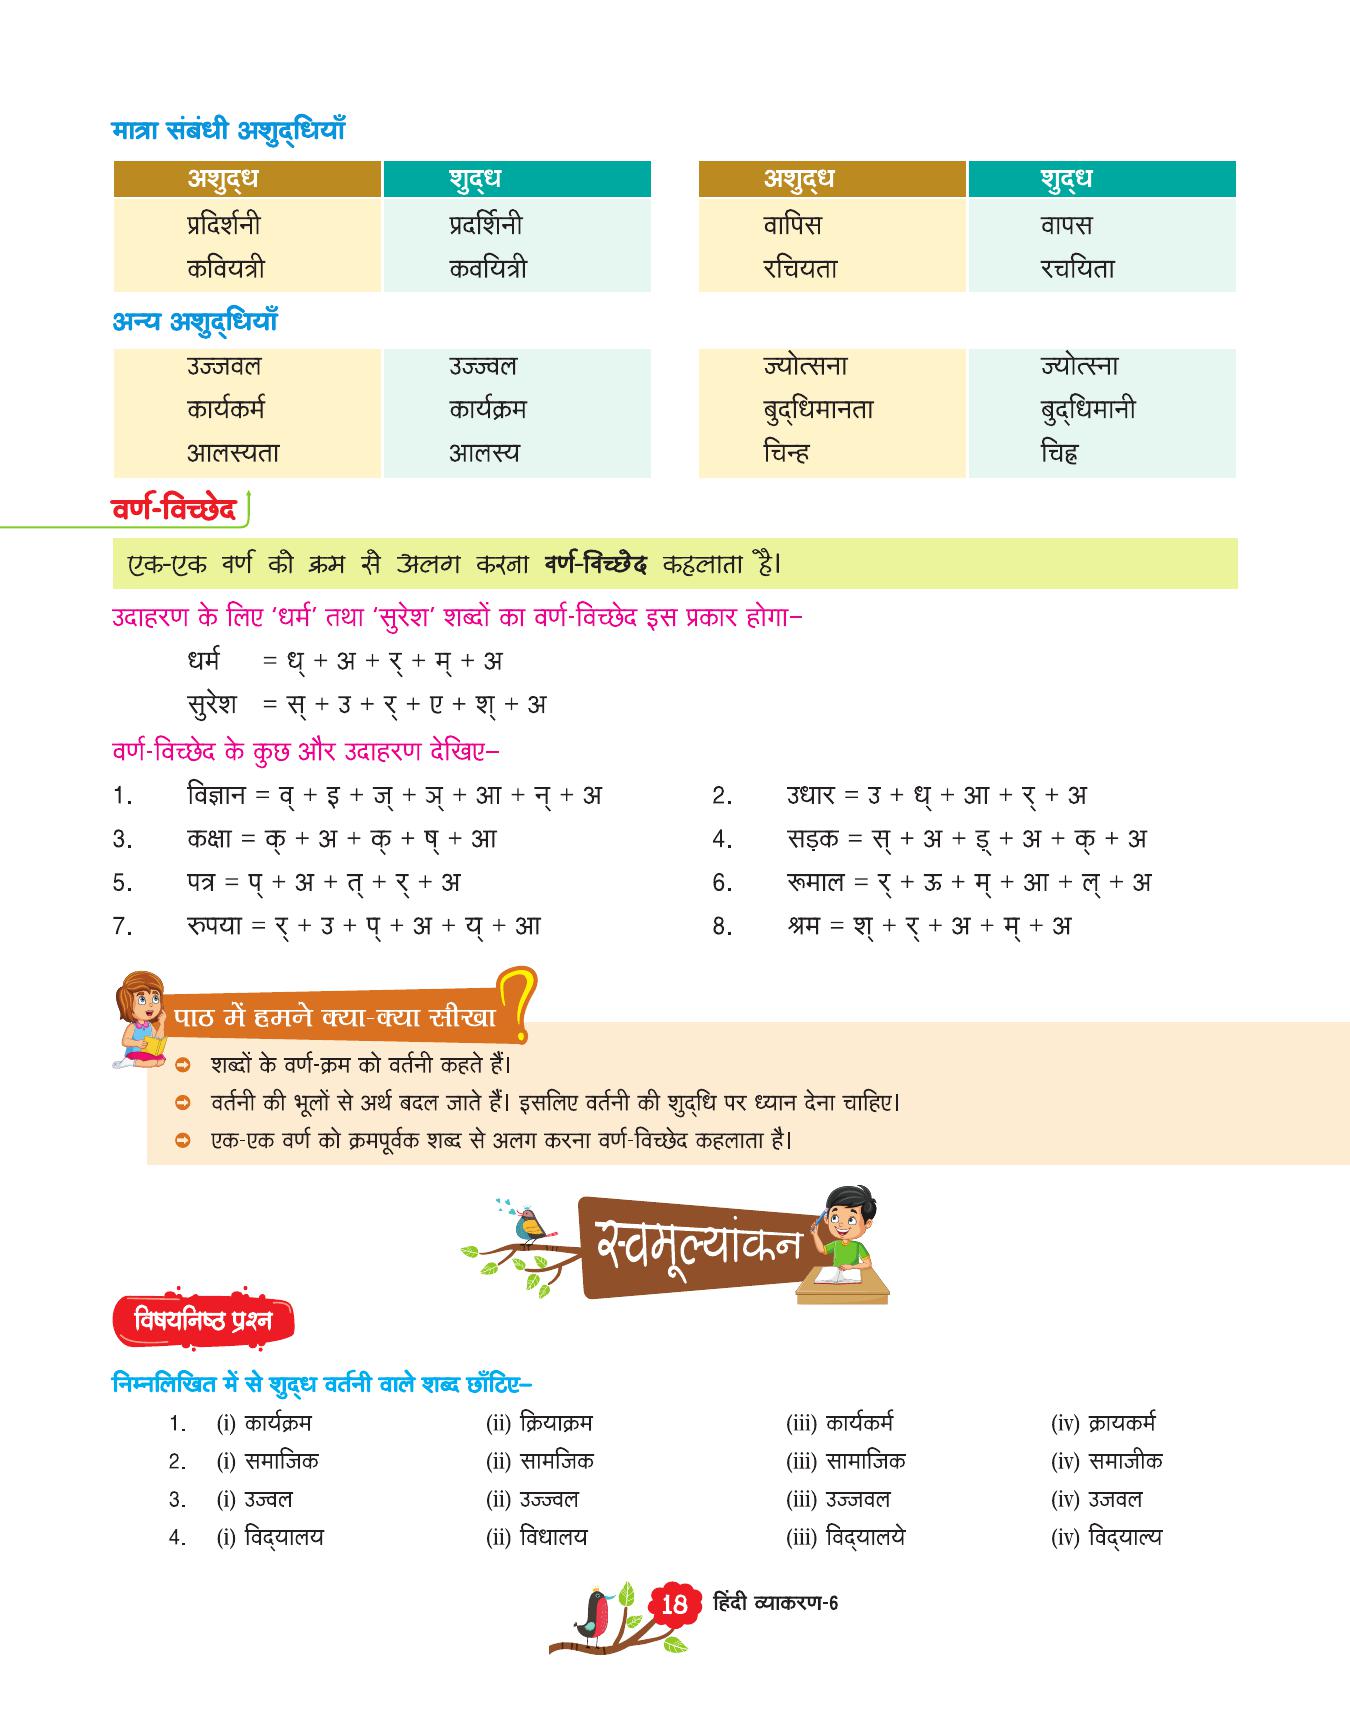 मात्रा संबंधी अशुद्‌धियाँ
अशुद्‌ध शुद्‌ध अशुद्‌ध शुद्‌ध
प्रदिर्शनी प्रदर्शिनी वापिस वापस
कवियत्री कवयित्री रचियता रचयिता
अन्य अशुद्‌धियाँ
उज्जवल उज्ज्वल ज्योत्सना ज्योत्स्ना
कार्यकर्म कार्यक्रम बुद्‌धिमानता बुद्‌धिमानी
आलस्यता आलस्य चिन्ह चिह्न
वर्ण-विच्छेद
एक-एक वर्ण को क्रम से अलग करना वर्ण-विच्छेद कहलाता है।
उदाहरण के लिए ‘धर्म’ तथा ‘सुरेश’ शब्दों का वर्ण-विच्छेद इस प्रकार होगा–
धर्म = ध् + अ + र् + म् + अ
सुरेश = स् + उ + र् + ए + श् + अ
वर्ण-विच्छेद के कुछ और उदाहरण देखिए–
1. विज्ञान = व् + इ + ज् + ञ् + आ + न् + अ 2. उधार = उ + ध् + आ + र् + अ
3. कक्षा = क् + अ + क् + ष् + आ 4. सड़क = स् + अ + ड़् + अ + क् + अ
5. पत्र = प् + अ + त् + र् + अ 6. रूमाल = र् + ऊ + म् + आ + ल् + अ
7. रुपया = र् + उ + प् + अ + य् + आ 8. श्रम = श् + र् + अ + म् + अ
पाठ में हमने क्या-क्या सीखा ?
शब्दों के वर्ण-क्रम को वर्तनी कहते हैं।
वर्तनी की भूलों से अर्थ बदल जाते हैं। इसलिए वर्तनी की शुद्‌धि पर ध्यान देना चाहिए।
एक-एक वर्ण को क्रमपूर्वक शब्द से अलग करना वर्ण-विच्छेद कहलाता है।
स्वमूल्यांकन
विषयनिष्ठ प्रश्न
निम्नलिखित में से शुद्‌ध वर्तनी वाले शब्द छाँटिए–
1. (i) कार्यक्रम (ii) क्रियाक्रम (iii) कार्यकर्म (iv) क्रायकर्म
2. (i) समाजिक (ii) सामजिक (iii) सामाजिक (iv) समाजीक
3. (i) उज्वल (ii) उज्ज्वल (iii) उज्जवल (iv) उजवल
4. (i) विद्‌यालय (ii) विधालय (iii) विद्‌यालये (iv) विद्‌याल्य
18 हिंदी व्याकरण-6